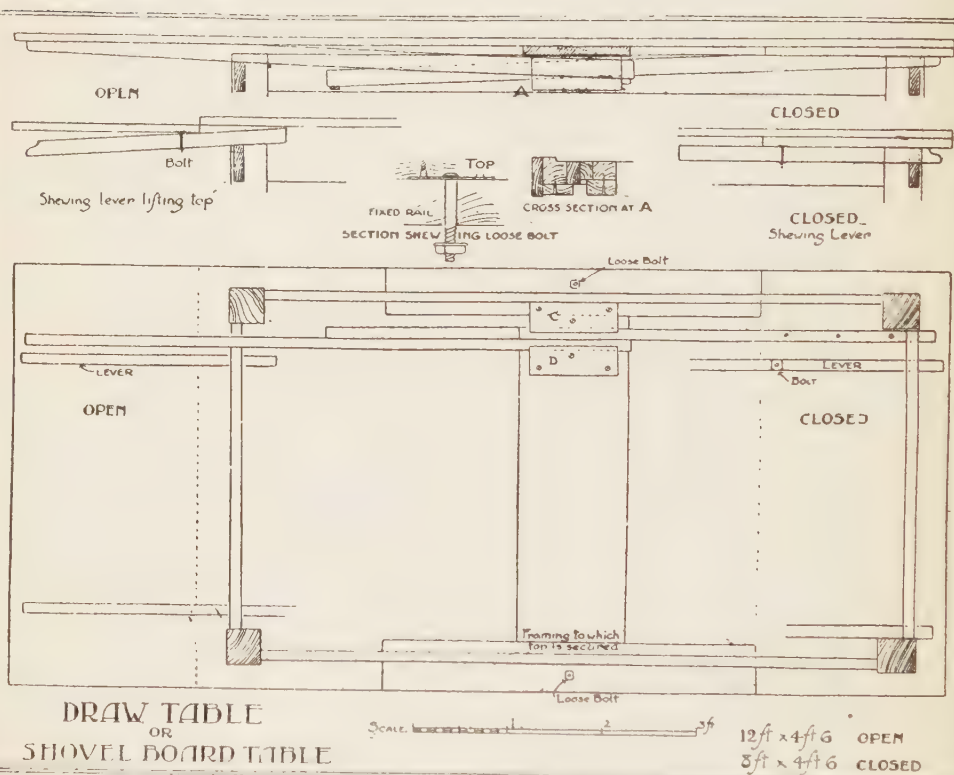 OPEN
A
CLOSED
Bolt
Shewing lever lifting top
TOP
FIXED RAIL
SECTION SHEWING LOOSE BOLT
CROSS SECTION AT A
CLOSED
Shewing Lever
Loose Bolt
C
D
LEVER
LEVER
BOLT
OPEN
CLOSED
Framing to which
top is secured
Loose Bolt
DRAW TABLE
OR
SHOVEL BOARD TABLE
SCALE 1 2 3ft
12ft x 4ft 6 OPEN
8ft x 4ft 6 CLOSED